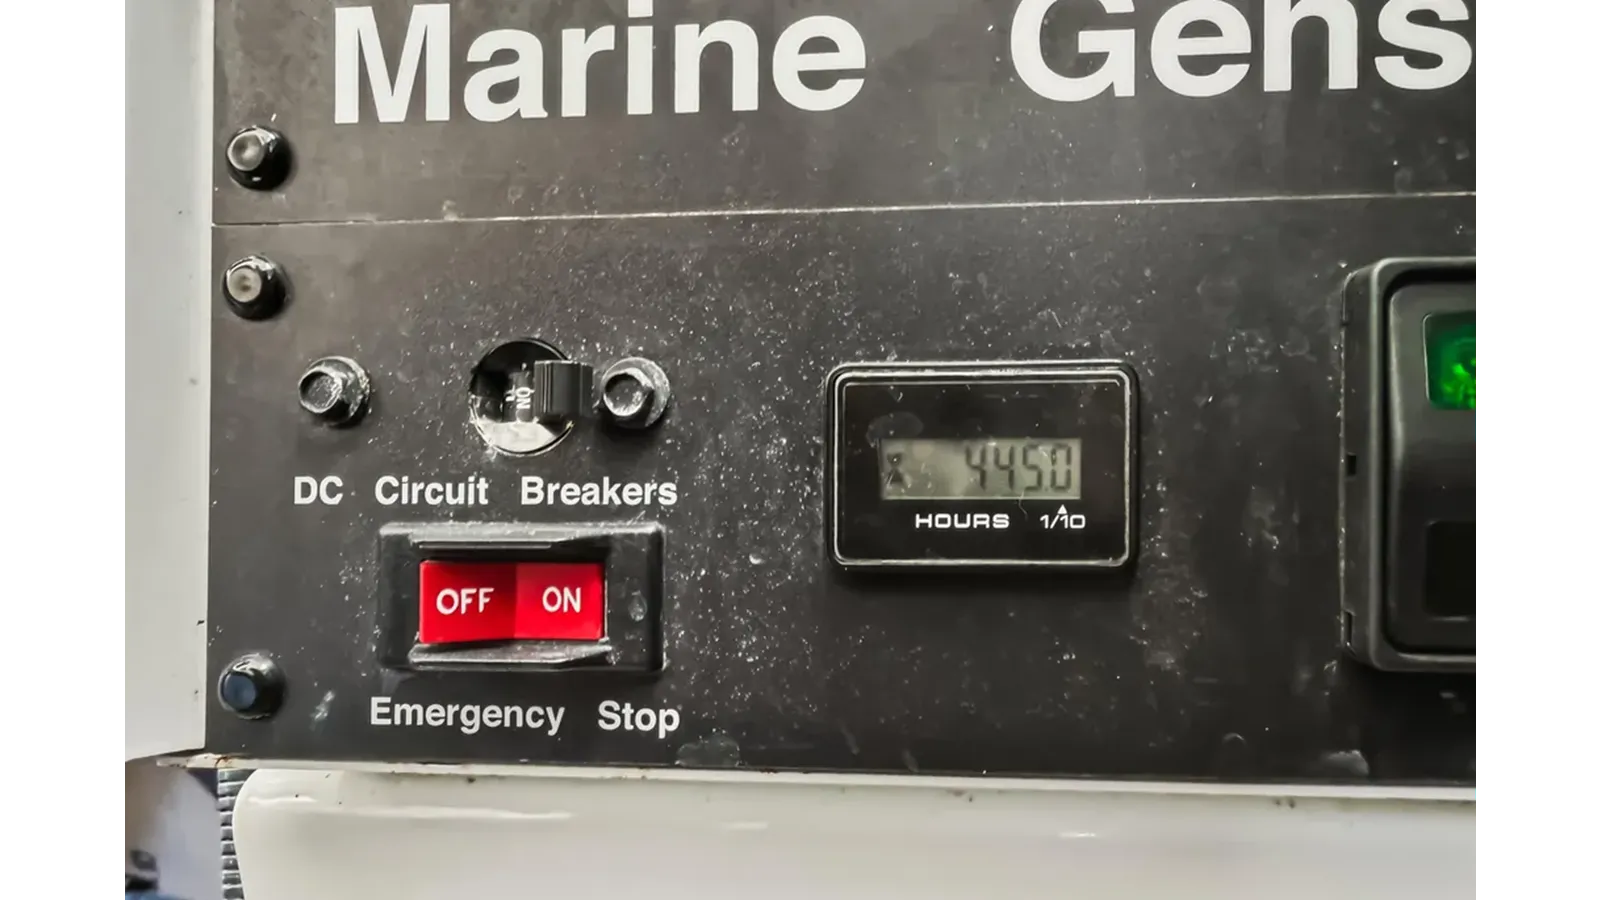 Marine Gens
ON
DC Circuit Breakers
445.0
HOURS 1/10
OFF ON
Emergency Stop